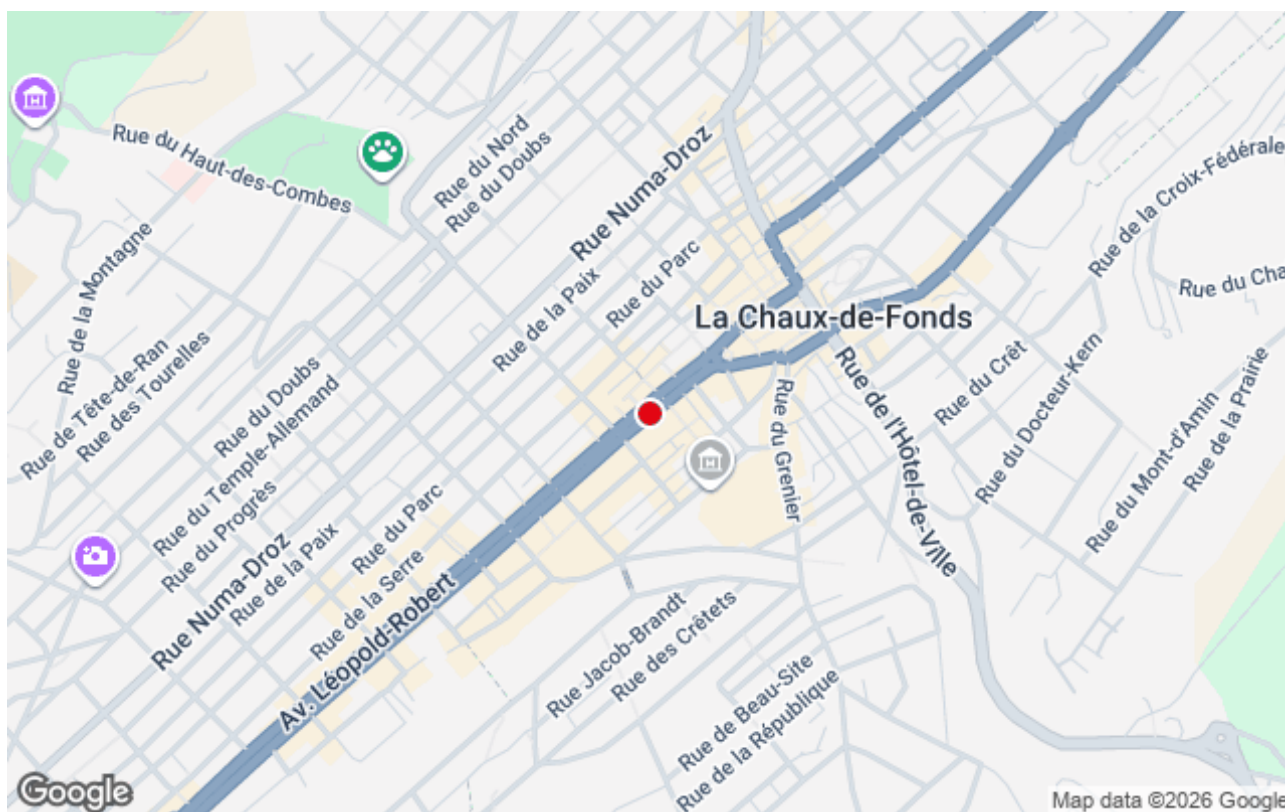 Rue du Haut-des-Combes
Rue du Nord
Rue du Doubs
Rue Numa-Droz
Rue de la Croix-Fédérale
Rue de la Montagne
Rue du Parc
Rue de la Paix
Rue du Cha
La Chaux-de-Fonds
Rue de Tête-de-Ran
Rue des Tourelles
Rue du Doubs
Rue du Temple-Allemand
Rue du Progrès
Rue du Crêt
Rue du Docteur-Kern
Rue de l'Hôtel-de-Ville
Rue du Grenier
Rue du Mont-d'Amin
Rue de la Prairie
Rue Numa-Droz
Rue de la Paix
Rue du Parc
Rue de la Serre
Av. Léopold-Robert
Rue Jacob-Brandt
Rue des Crêtets
Rue de Beau-Site
Rue de la République
Google
Map data ©2026 Google